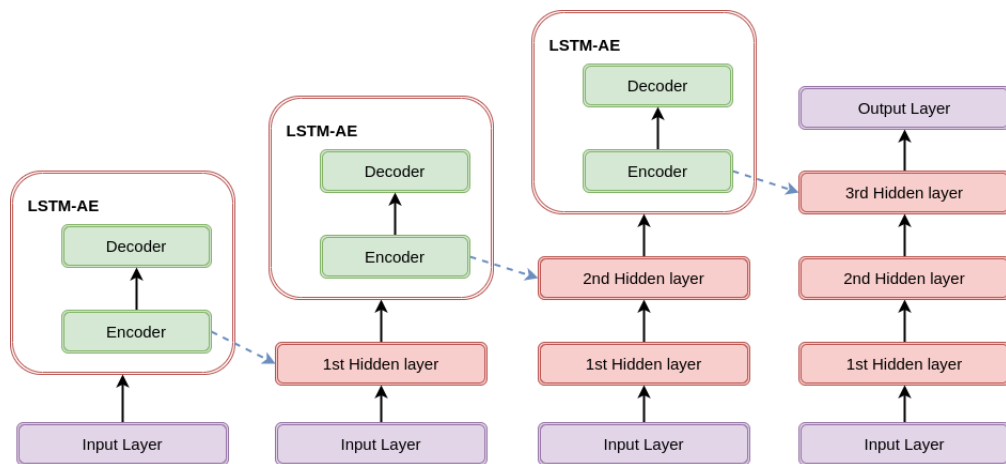 LSTM-AE
Decoder
Encoder
Input Layer
LSTM-AE
Decoder
Encoder
1st Hidden layer
Input Layer
LSTM-AE
Decoder
Encoder
2nd Hidden layer
1st Hidden layer
Input Layer
Output Layer
3rd Hidden layer
2nd Hidden layer
1st Hidden layer
Input Layer